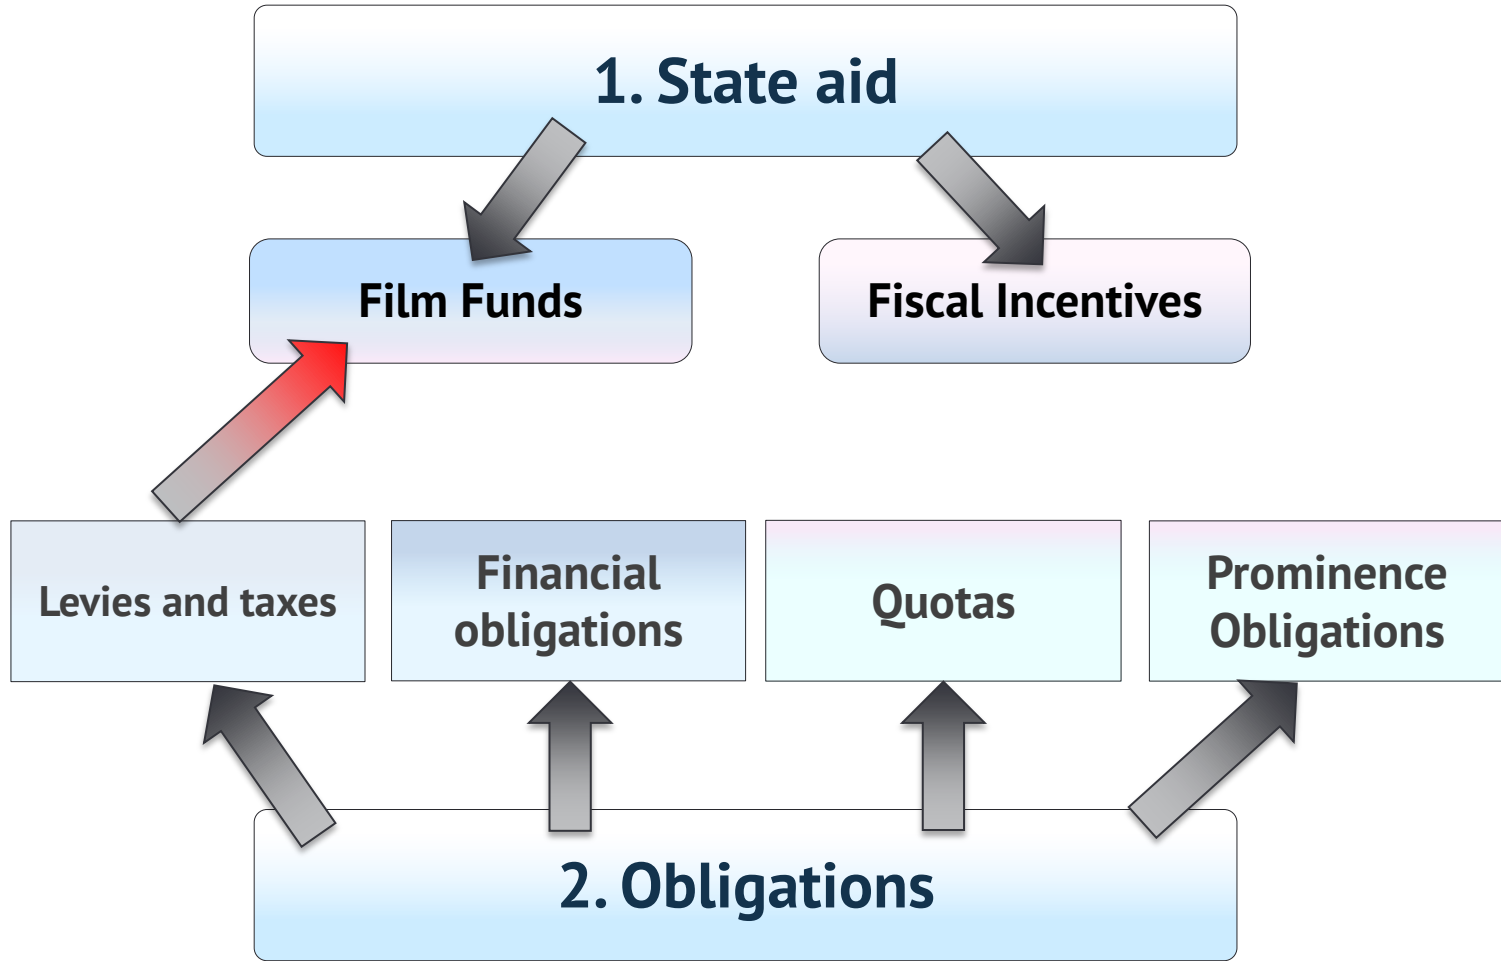 1. State aid
Film Funds
Fiscal Incentives
Levies and taxes
Financial
obligations
Quotas
Prominence
Obligations
2. Obligations